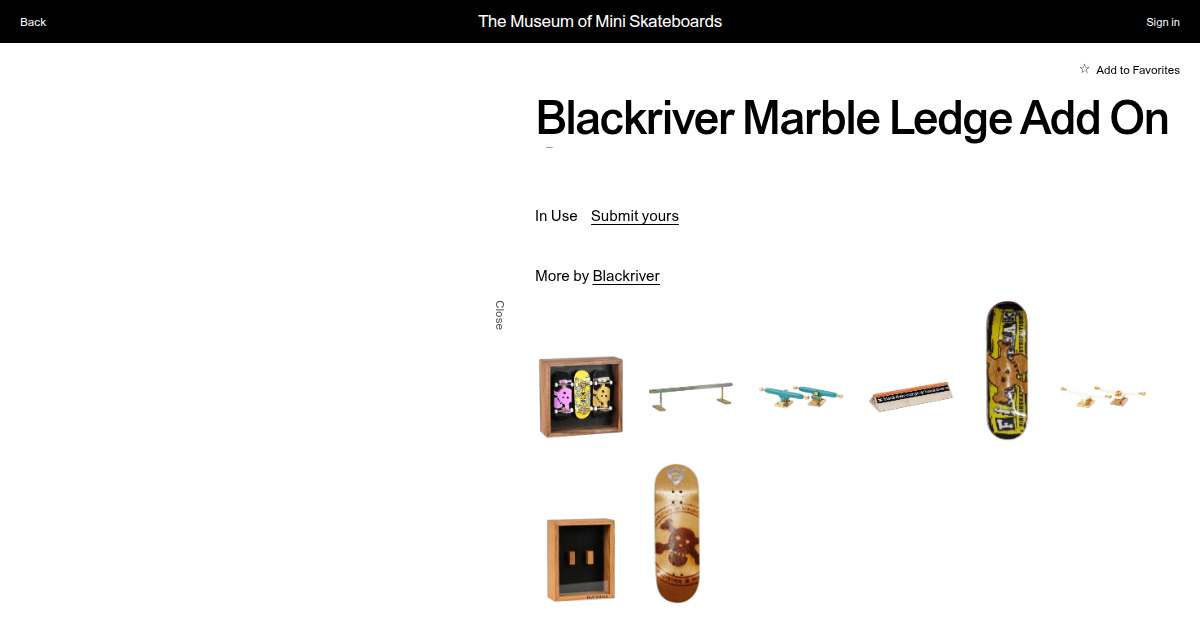 Back
The Museum of Mini Skateboards
Sign in
☆ Add to Favorites
Blackriver Marble Ledge Add On
In Use Submit yours
More by Blackriver
Close